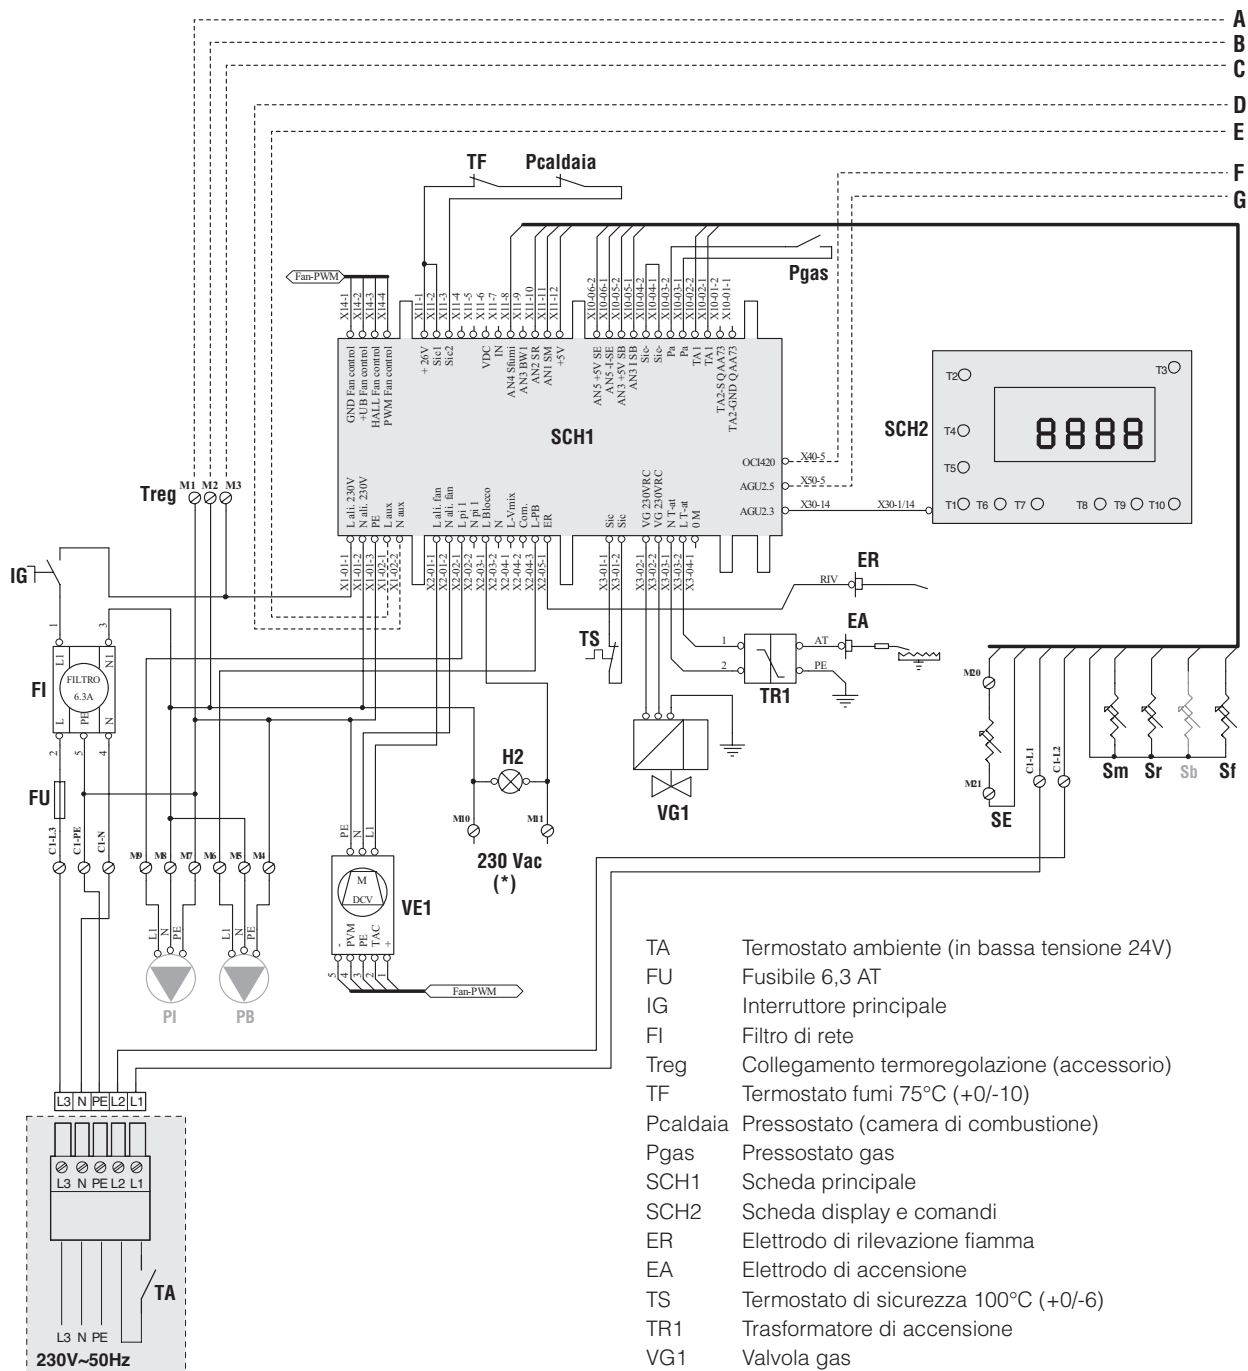 A
B
C
D
E
F
G
TF Pcaldaia
Pgas
Fan-PWM
X14-1
X14-2
X14-3
X14-4
X11-1
X11-2
X11-3
X11-4
X11-5
X11-6
X11-7
X11-8
X11-9
X11-10
X11-11
X11-12
X10-06-2
X10-06-1
X10-05-2
X10-05-1
X10-04-2
X10-04-1
X10-03-2
X10-03-1
X10-02-2
X10-02-1
X10-01-2
X10-01-1
GND Fan control
+UB Fan control
HALL Fan control
PWM Fan control
+ 26V
Sic1
Sic2
VDC
IN
AN4 Sfumi
AN3 BW1
AN2 SR
AN1 SM
+5V
AN5 +5V SE
AN5 -I-SE
AN3 +5V SB
AN3 I SB
Sic-
Sic-
Pa
Pa
TA1
TA1
TA2-S QAA73
TA2-GND QAA73
SCH1
OCI420 X40-5
AGU2.5 X50-5
AGU2.3 X30-14 X30-1/14
SCH2
T2 T3
T4
8888
T5
T1 T6 T7 T8 T9 T10
Treg M1 M2 M3
L ali. 230V
N ali. 230V
PE
L aux
N aux
L ali. fan
N ali. fan
L pi 1
N pi 1
L Blocco
N
L-Vmix
Com.
L-PB
ER
Sic
Sic
VG 230VRC
VG 230VRC
N T-at
L T-at
0 M
X1-01-1
X1-01-2
X1-01-3
X1-02-1
X1-02-2
X2-01-1
X2-01-2
X2-02-1
X2-02-2
X2-03-1
X2-03-2
X2-04-1
X2-04-2
X2-04-3
X2-05-1
X3-01-1
X3-01-2
X3-02-1
X3-02-2
X3-03-1
X3-03-2
X3-04-1
IG
1 3
L1 N1
FI
FILTRO
6.3A
L PE N
2 5 4
FU
C1-L3 C1-PE C1-N
M9 M8 M7 M6 M5 M4
L1 N PE L1 N PE
PI PB
RIV ER
TS
1 AT EA
2 PE
TR1
VG1
H2
M10 M11
230 Vac
(*)
PE N L1
M
DCV
VE1
- PVM PE TAC +
5 4 3 2 1
Fan-PWM
M20
M21
SE
C1-L1 C1-L2
Sm Sr Sb Sf
L3 N PE L2 L1
L3 N PE L2 L1
TA
L3 N PE
230V~50Hz
TA Termostato ambiente (in bassa tensione 24V)
FU Fusibile 6,3 AT
IG Interruttore principale
FI Filtro di rete
Treg Collegamento termoregolazione (accessorio)
TF Termostato fumi 75°C (+0/-10)
Pcaldaia Pressostato (camera di combustione)
Pgas Pressostato gas
SCH1 Scheda principale
SCH2 Scheda display e comandi
ER Elettrodo di rilevazione fiamma
EA Elettrodo di accensione
TS Termostato di sicurezza 100°C (+0/-6)
TR1 Trasformatore di accensione
VG1 Valvola gas